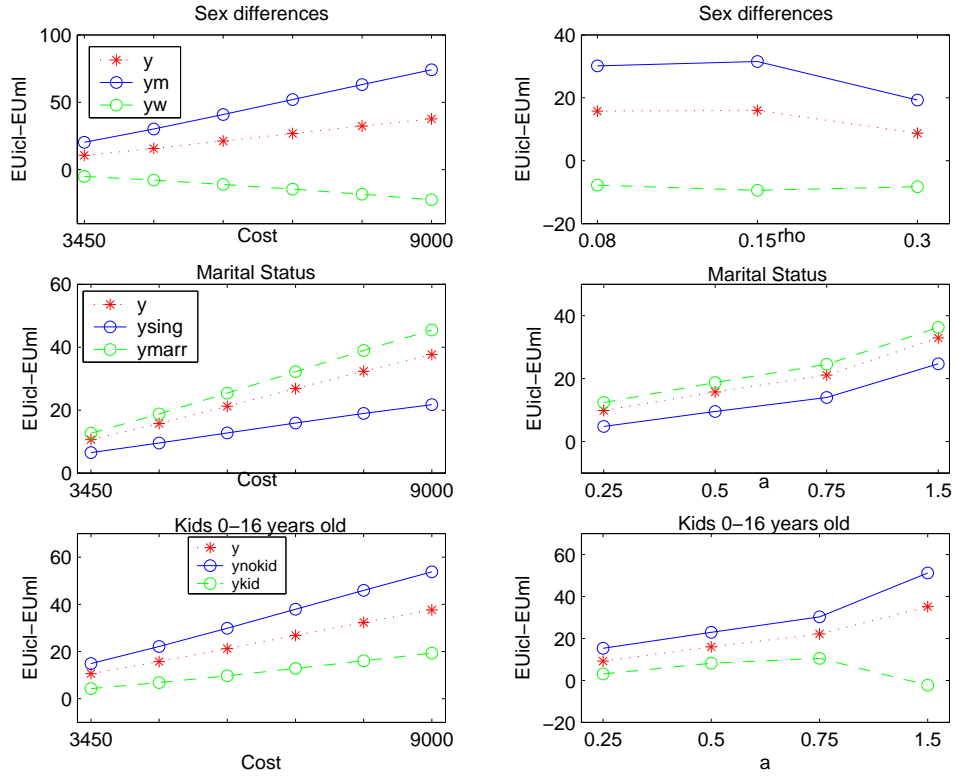 Sex differences
EUicl−EUml
100
50
0
y
ym
yw
3450
Cost
9000
Sex differences
EUicl−EUml
40
20
0
−20
0.08
0.15
rho
0.3
Marital Status
EUicl−EUml
60
40
20
0
y
ysing
ymarr
3450
Cost
9000
Marital Status
EUicl−EUml
40
20
0
0.25
0.5
0.75
1.5
a
Kids 0−16 years old
EUicl−EUml
60
40
20
0
y
ynokid
ykid
3450
Cost
9000
Kids 0−16 years old
EUicl−EUml
60
40
20
0
−20
0.25
0.5
0.75
1.5
a